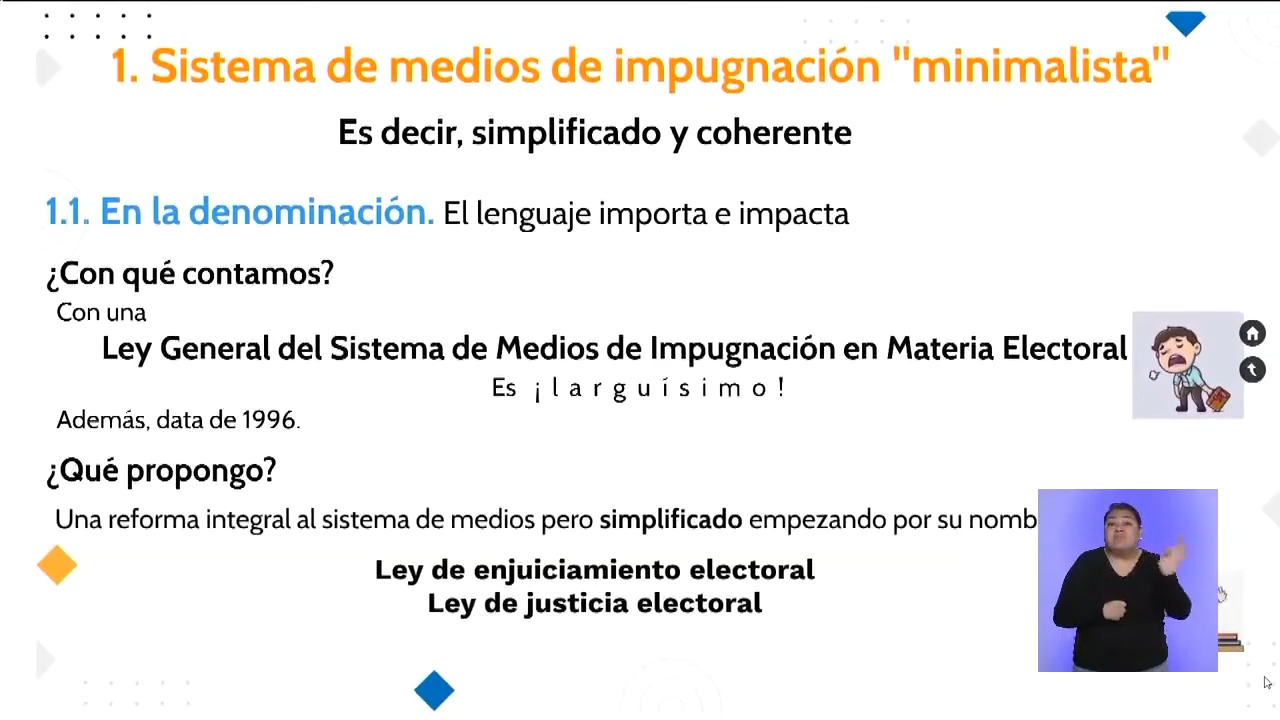 1. Sistema de medios de impugnación "minimalista"
Es decir, simplificado y coherente
1.1. En la denominación. El lenguaje importa e impacta
¿Con qué contamos?
Con una
Ley General del Sistema de Medios de Impugnación en Materia Electoral
Es ¡ l a r g u í s i m o !
Además, data de 1996.
¿Qué propongo?
Una reforma integral al sistema de medios pero simplificado empezando por su nomb
Ley de enjuiciamiento electoral
Ley de justicia electoral